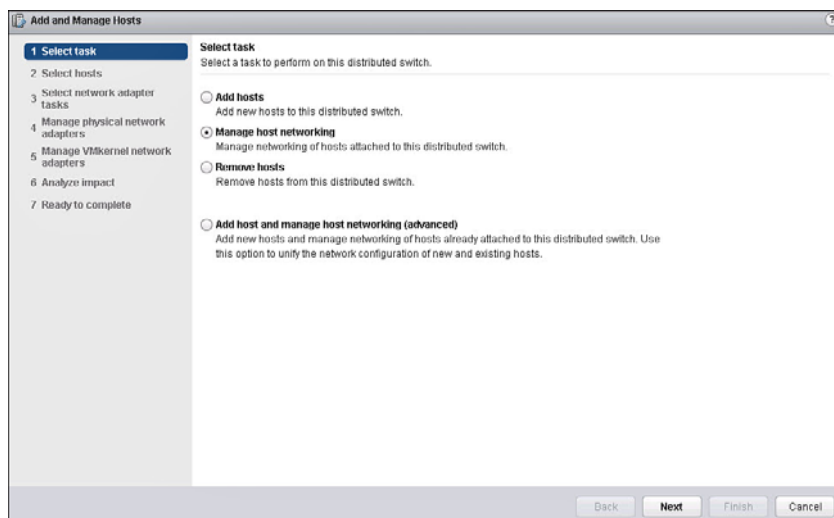 Add and Manage Hosts
?
1 Select task
2 Select hosts
3 Select network adapter
tasks
4 Manage physical network
adapters
5 Manage VMkernel network
adapters
6 Analyze impact
7 Ready to complete
Select task
Select a task to perform on this distributed switch.
Add hosts
Add new hosts to this distributed switch.
Manage host networking
Manage networking of hosts attached to this distributed switch.
Remove hosts
Remove hosts from this distributed switch.
Add host and manage host networking (advanced)
Add new hosts and manage networking of hosts already attached to this distributed switch. Use
this option to unify the network configuration of new and existing hosts.
Back Next Finish Cancel